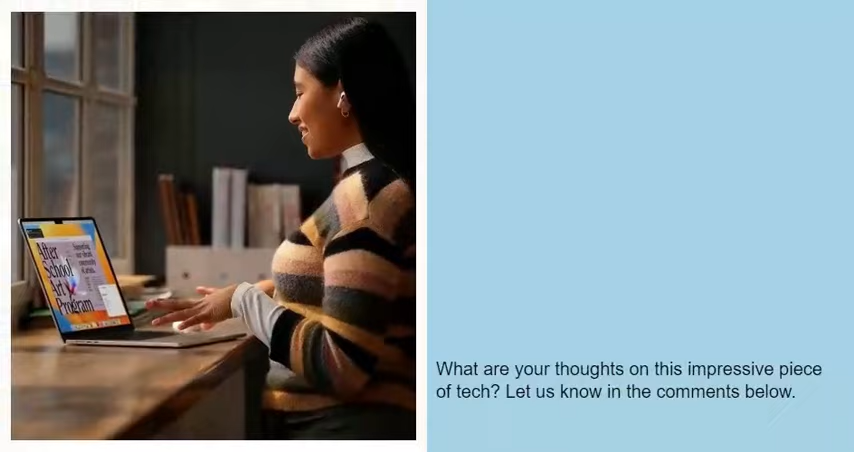 After
School
Art
Program
What are your thoughts on this impressive piece
of tech? Let us know in the comments below.